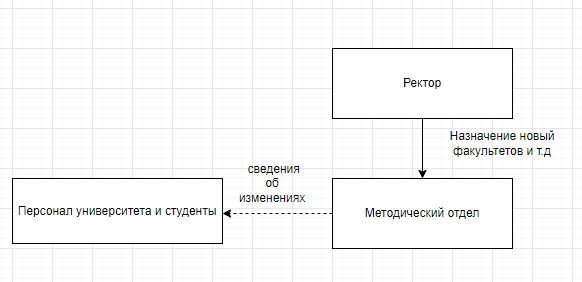 Ректор
Назначение новый
факультетов и т.д
сведения
об
изменениях
Персонал университета и студенты
Методический отдел